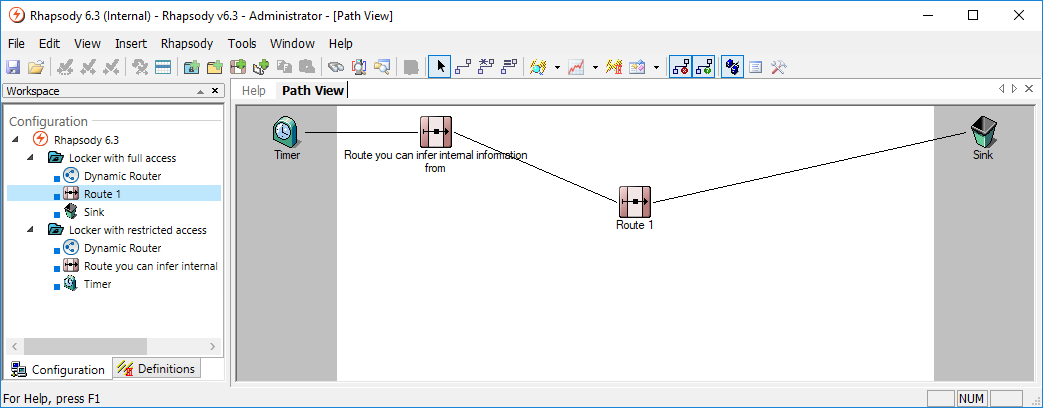 Rhapsody 6.3 (Internal) - Rhapsody v6.3 - Administrator - [Path View]
File Edit View Insert Rhapsody Tools Window Help
Workspace
Help Path View
Configuration
Rhapsody 6.3
Locker with full access
Dynamic Router
Route 1
Sink
Locker with restricted access
Dynamic Router
Route you can infer internal
Timer
Configuration Definitions
Timer
Route you can infer internal information
from
Route 1
Sink
For Help, press F1
NUM